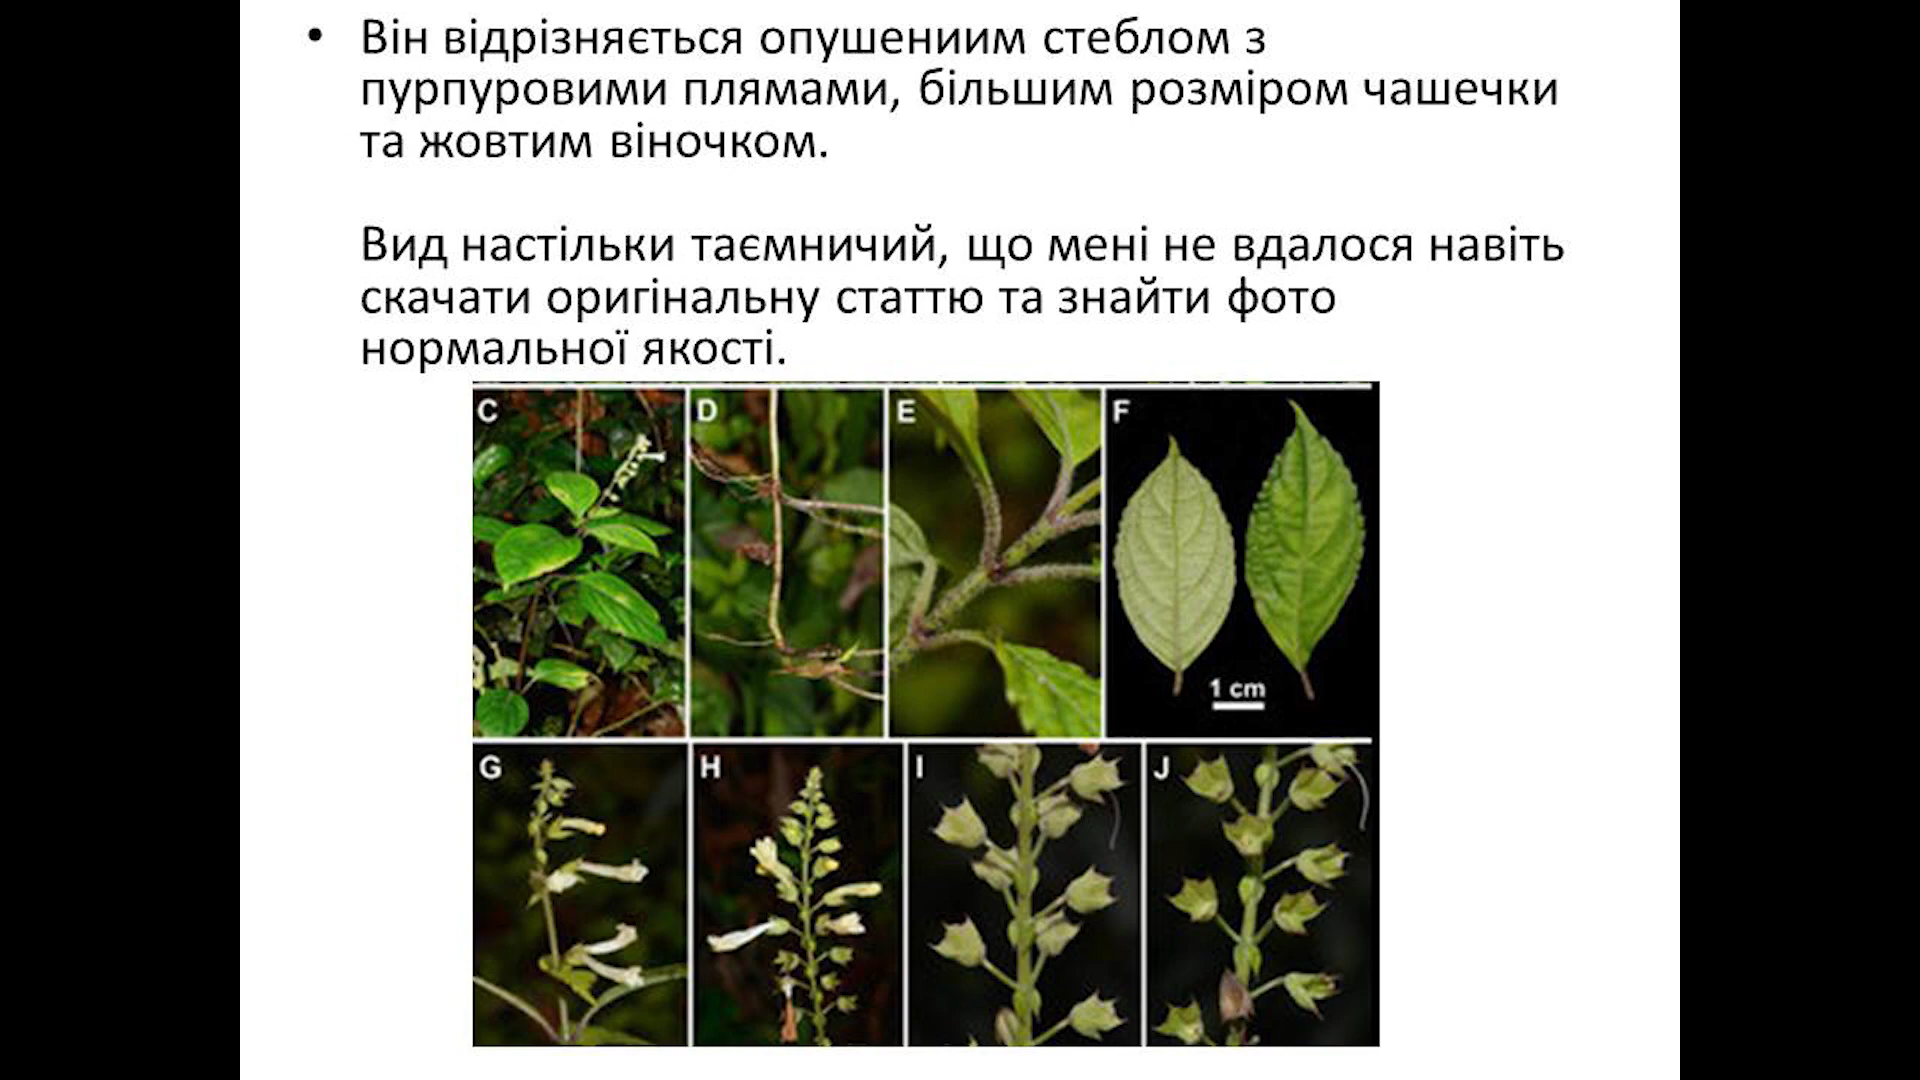 • Він відрізняється опушениим стеблом з
пурпуровими плямами, більшим розміром чашечки
та жовтим віночком.
Вид настільки таємничий, що мені не вдалося навіть
скачати оригінальну статтю та знайти фото
нормальної якості.
C D E F
1 cm
G H I J